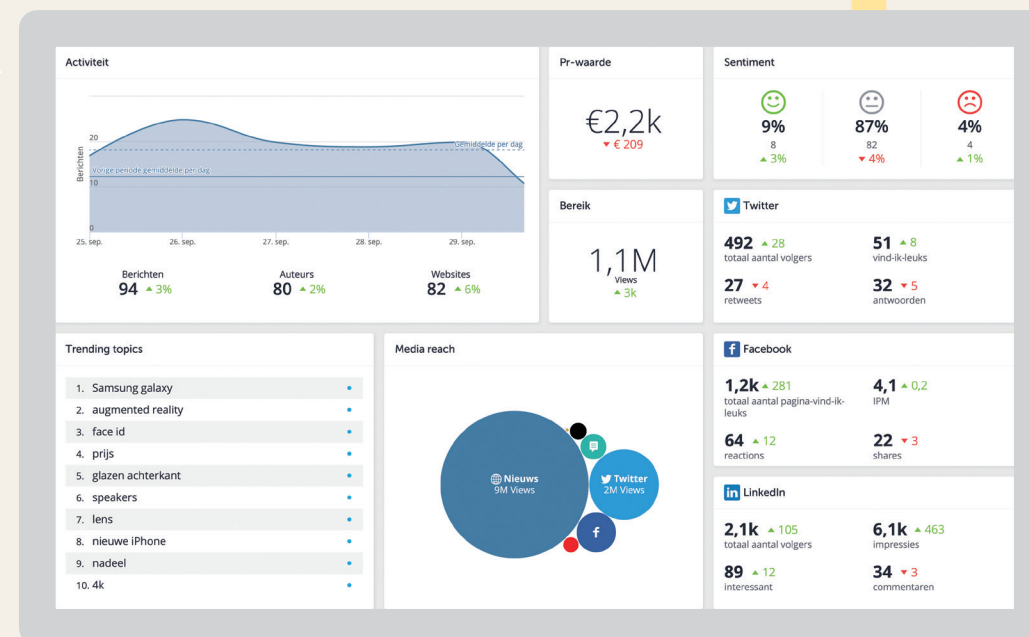 Activiteit
Berichten
20
10
0
Gemiddelde per dag
Vorige periode gemiddelde per dag
25. sep.
26. sep.
27. sep.
28. sep.
29. sep.
Berichten
94 ▲ 3%
Auteurs
80 ▲ 2%
Websites
82 ▲ 6%
Pr-waarde
€2,2k
▼ € 209
Bereik
1,1M
Views
▲ 3k
Sentiment
9%
8
▲ 3%
87%
82
▼ 4%
4%
4
▲ 1%
Twitter
492 ▲ 28
totaal aantal volgers
51 ▲ 8
vind-ik-leuks
27 ▼ 4
retweets
32 ▼ 5
antwoorden
Trending topics
1. Samsung galaxy
2. augmented reality
3. face id
4. prijs
5. glazen achterkant
6. speakers
7. lens
8. nieuwe iPhone
9. nadeel
10. 4k
Media reach
Nieuws
9M Views
Twitter
2M Views
f
f Facebook
1,2k ▲ 281
totaal aantal pagina-vind-ik-
leuks
4,1 ▲ 0,2
IPM
64 ▲ 12
reactions
22 ▼ 3
shares
in LinkedIn
2,1k ▲ 105
totaal aantal volgers
6,1k ▲ 463
impressies
89 ▲ 12
interessant
34 ▼ 3
commentaren